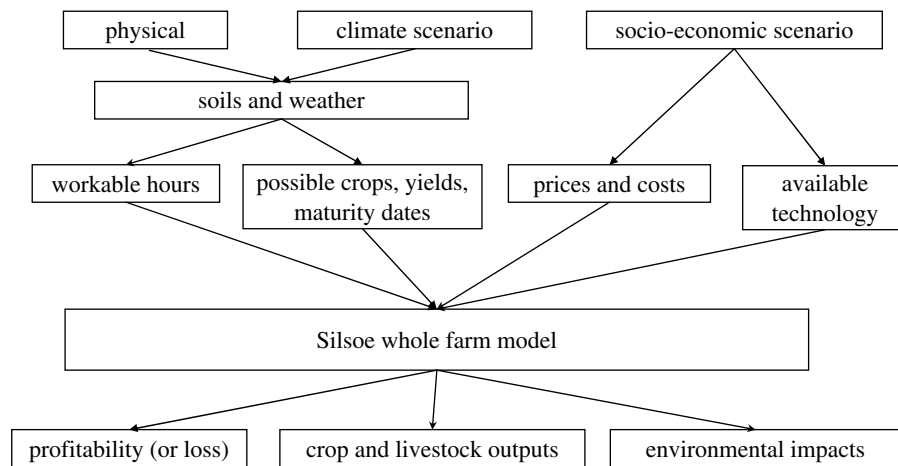 physical
climate scenario
socio-economic scenario
soils and weather
workable hours
possible crops, yields,
maturity dates
prices and costs
available
technology
Silsoe whole farm model
profitability (or loss)
crop and livestock outputs
environmental impacts